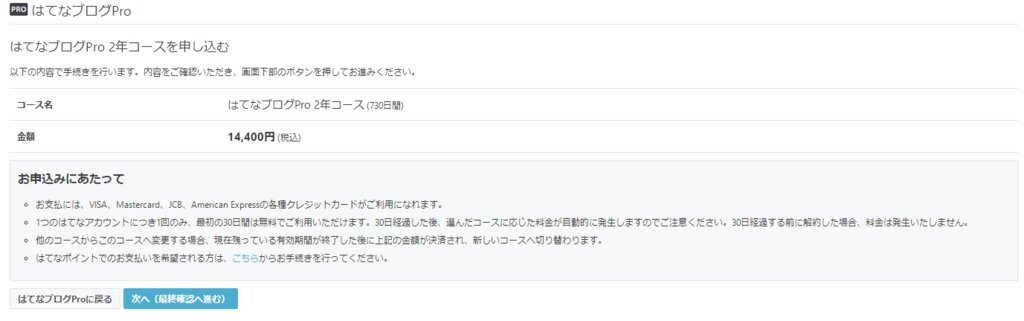 PRO はてなブログPro
はてなブログPro 2年コースを申し込む
以下の内容で手続きを行います。内容をご確認いただき、画面下部のボタンを押してお進みください。
コース名 はてなブログPro 2年コース (730日間)
金額 14,400円 (税込)
お申込みにあたって
お支払には、VISA、Mastercard、JCB、American Expressの各種クレジットカードがご利用になれます。
1つのはてなアカウントにつき1回のみ、最初の30日間は無料でご利用いただけます。30日経過した後、選んだコースに応じた料金が自動的に発生しますのでご注意ください。30日経過する前に解約した場合、料金は発生いたしません。
他のコースからこのコースへ変更する場合、現在残っている有効期間が終了した後に上記の金額が決済され、新しいコースへ切り替わります。
はてなポイントでのお支払いを希望される方は、こちらからお手続きを行ってください。
はてなブログProに戻る 次へ（最終確認へ進む）